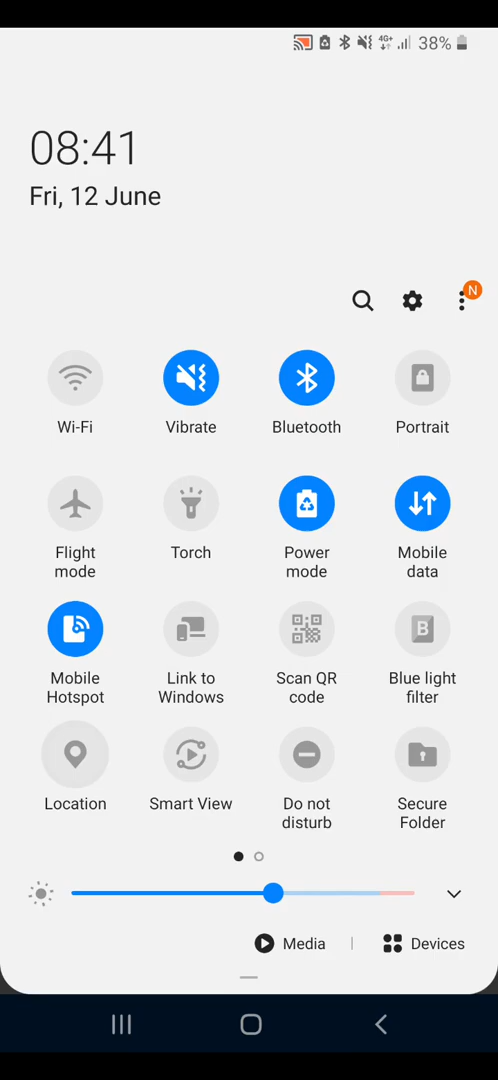 4G+ 38%
08:41
Fri, 12 June
N
Wi-Fi Vibrate Bluetooth Portrait
Flight mode Torch Power mode Mobile data
Mobile Hotspot Link to Windows Scan QR code Blue light filter
B
Location Smart View Do not disturb Secure Folder
Media | Devices